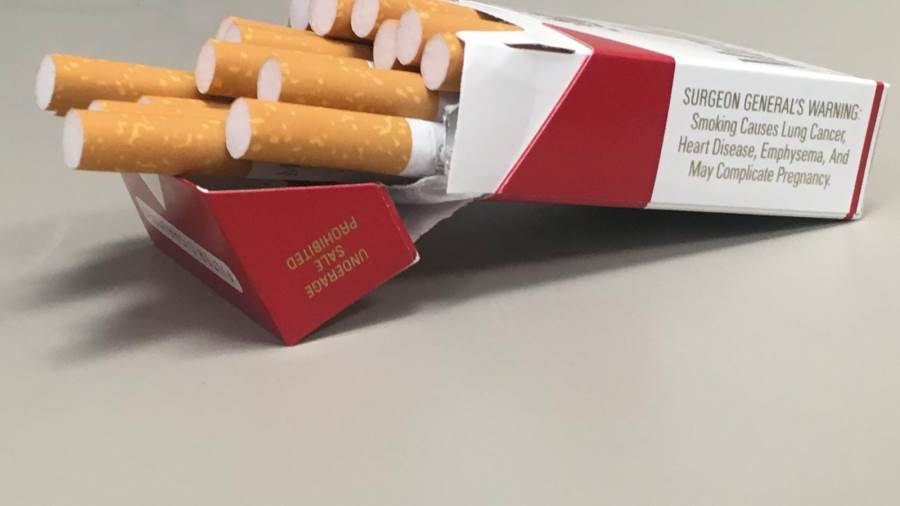 SURGEON GENERAL'S WARNING:
Smoking Causes Lung Cancer,
Heart Disease, Emphysema, And
May Complicate Pregnancy.
UNDERAGE
SALE
PROHIBITED